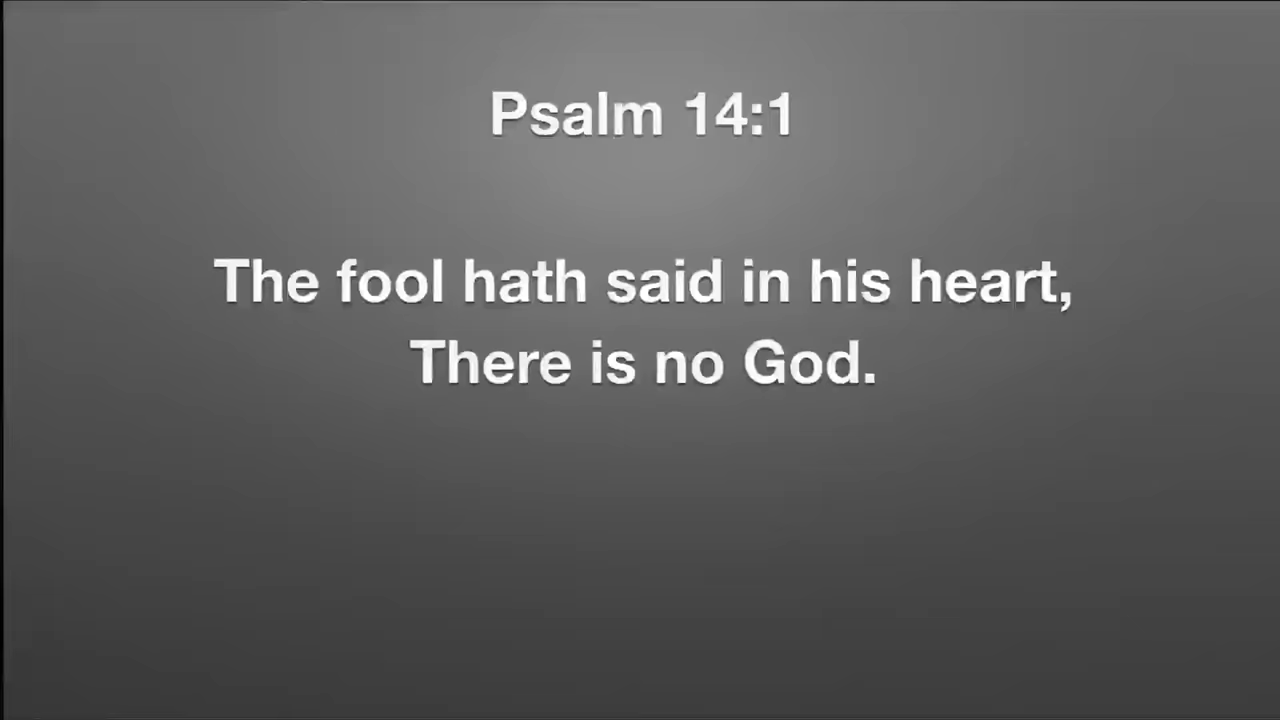 Psalm 14:1
The fool hath said in his heart,
There is no God.